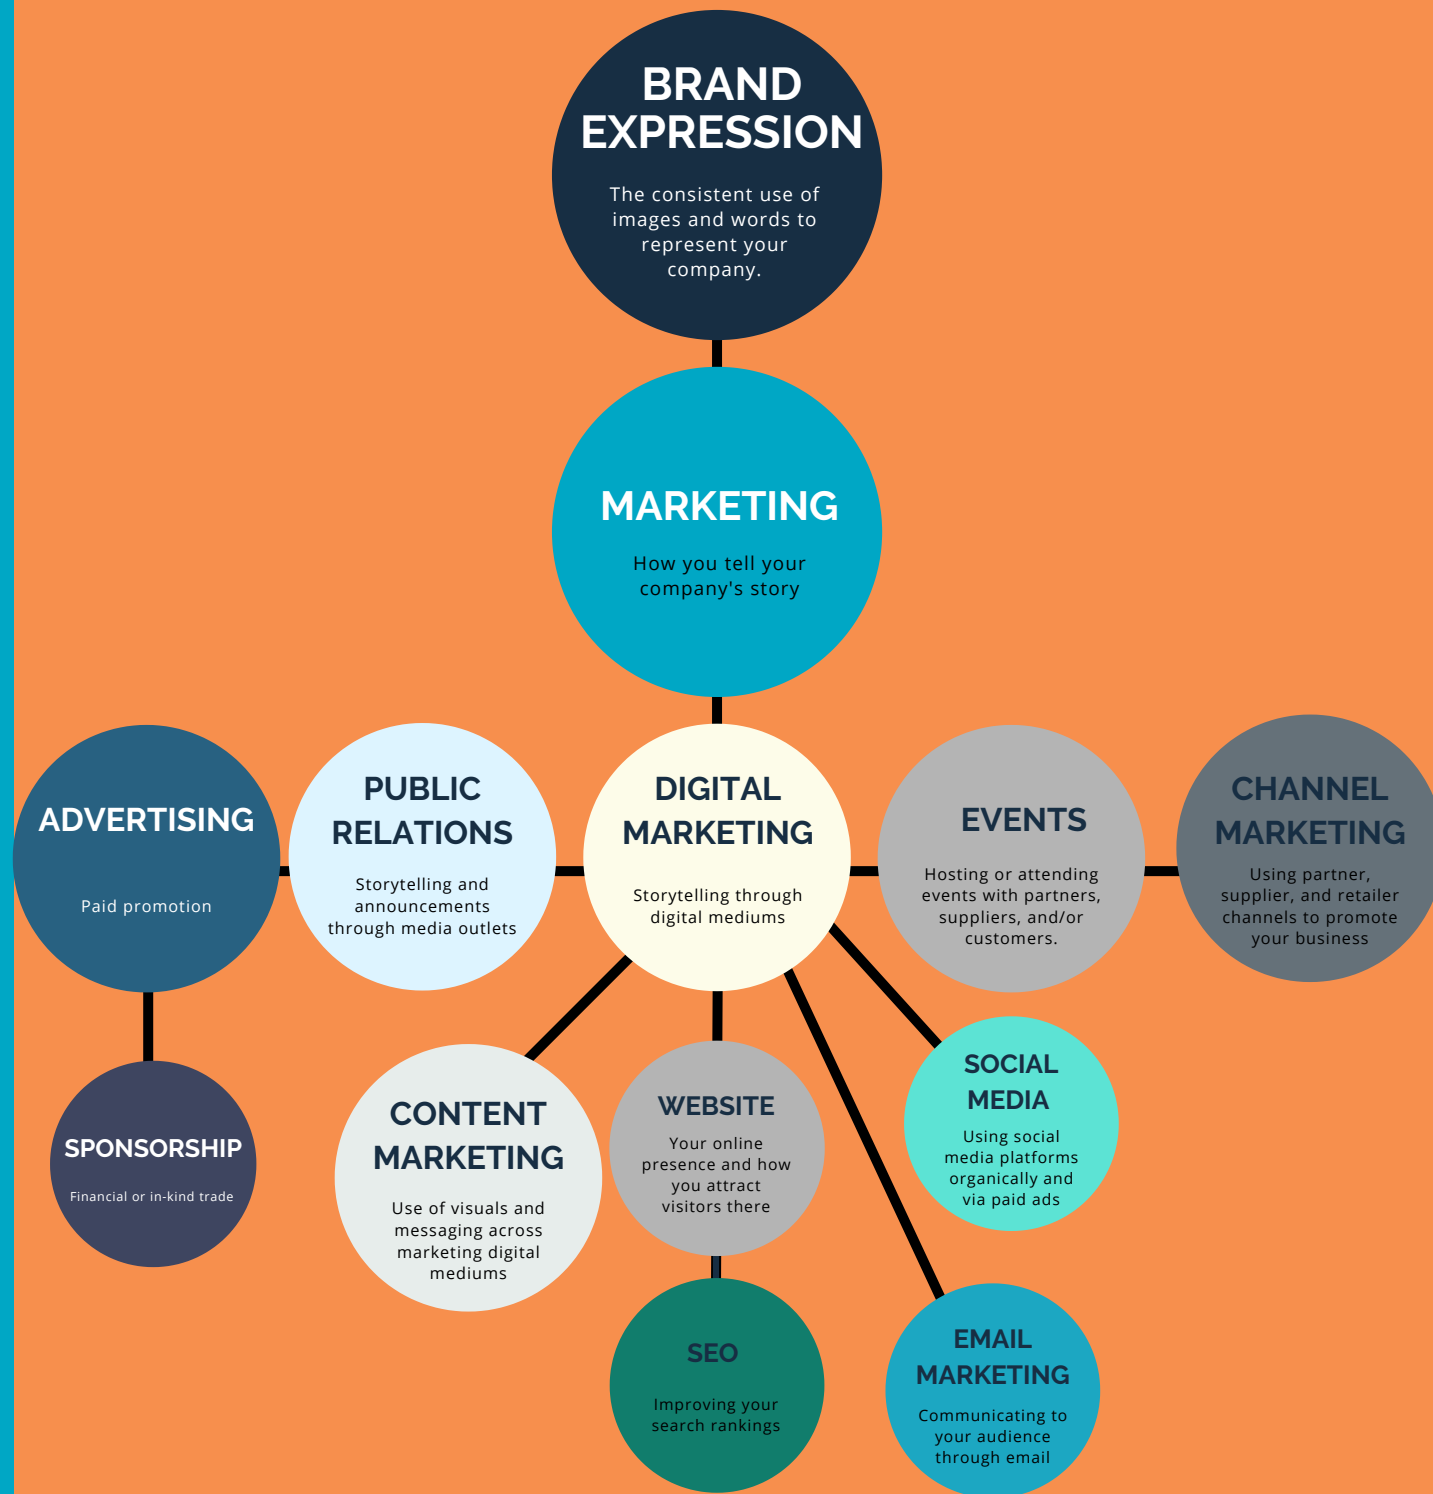 BRAND
EXPRESSION
The consistent use of
images and words to
represent your
company.
MARKETING
How you tell your
company's story
ADVERTISING
Paid promotion
PUBLIC
RELATIONS
Storytelling and
announcements
through media outlets
DIGITAL
MARKETING
Storytelling through
digital mediums
EVENTS
Hosting or attending
events with partners,
suppliers, and/or
customers.
CHANNEL
MARKETING
Using partner,
supplier, and retailer
channels to promote
your business
SPONSORSHIP
Financial or in-kind trade
CONTENT
MARKETING
Use of visuals and
messaging across
marketing digital
mediums
WEBSITE
Your online
presence and how
you attract
visitors there
SOCIAL
MEDIA
Using social
media platforms
organically and
via paid ads
SEO
Improving your
search rankings
EMAIL
MARKETING
Communicating to
your audience
through email